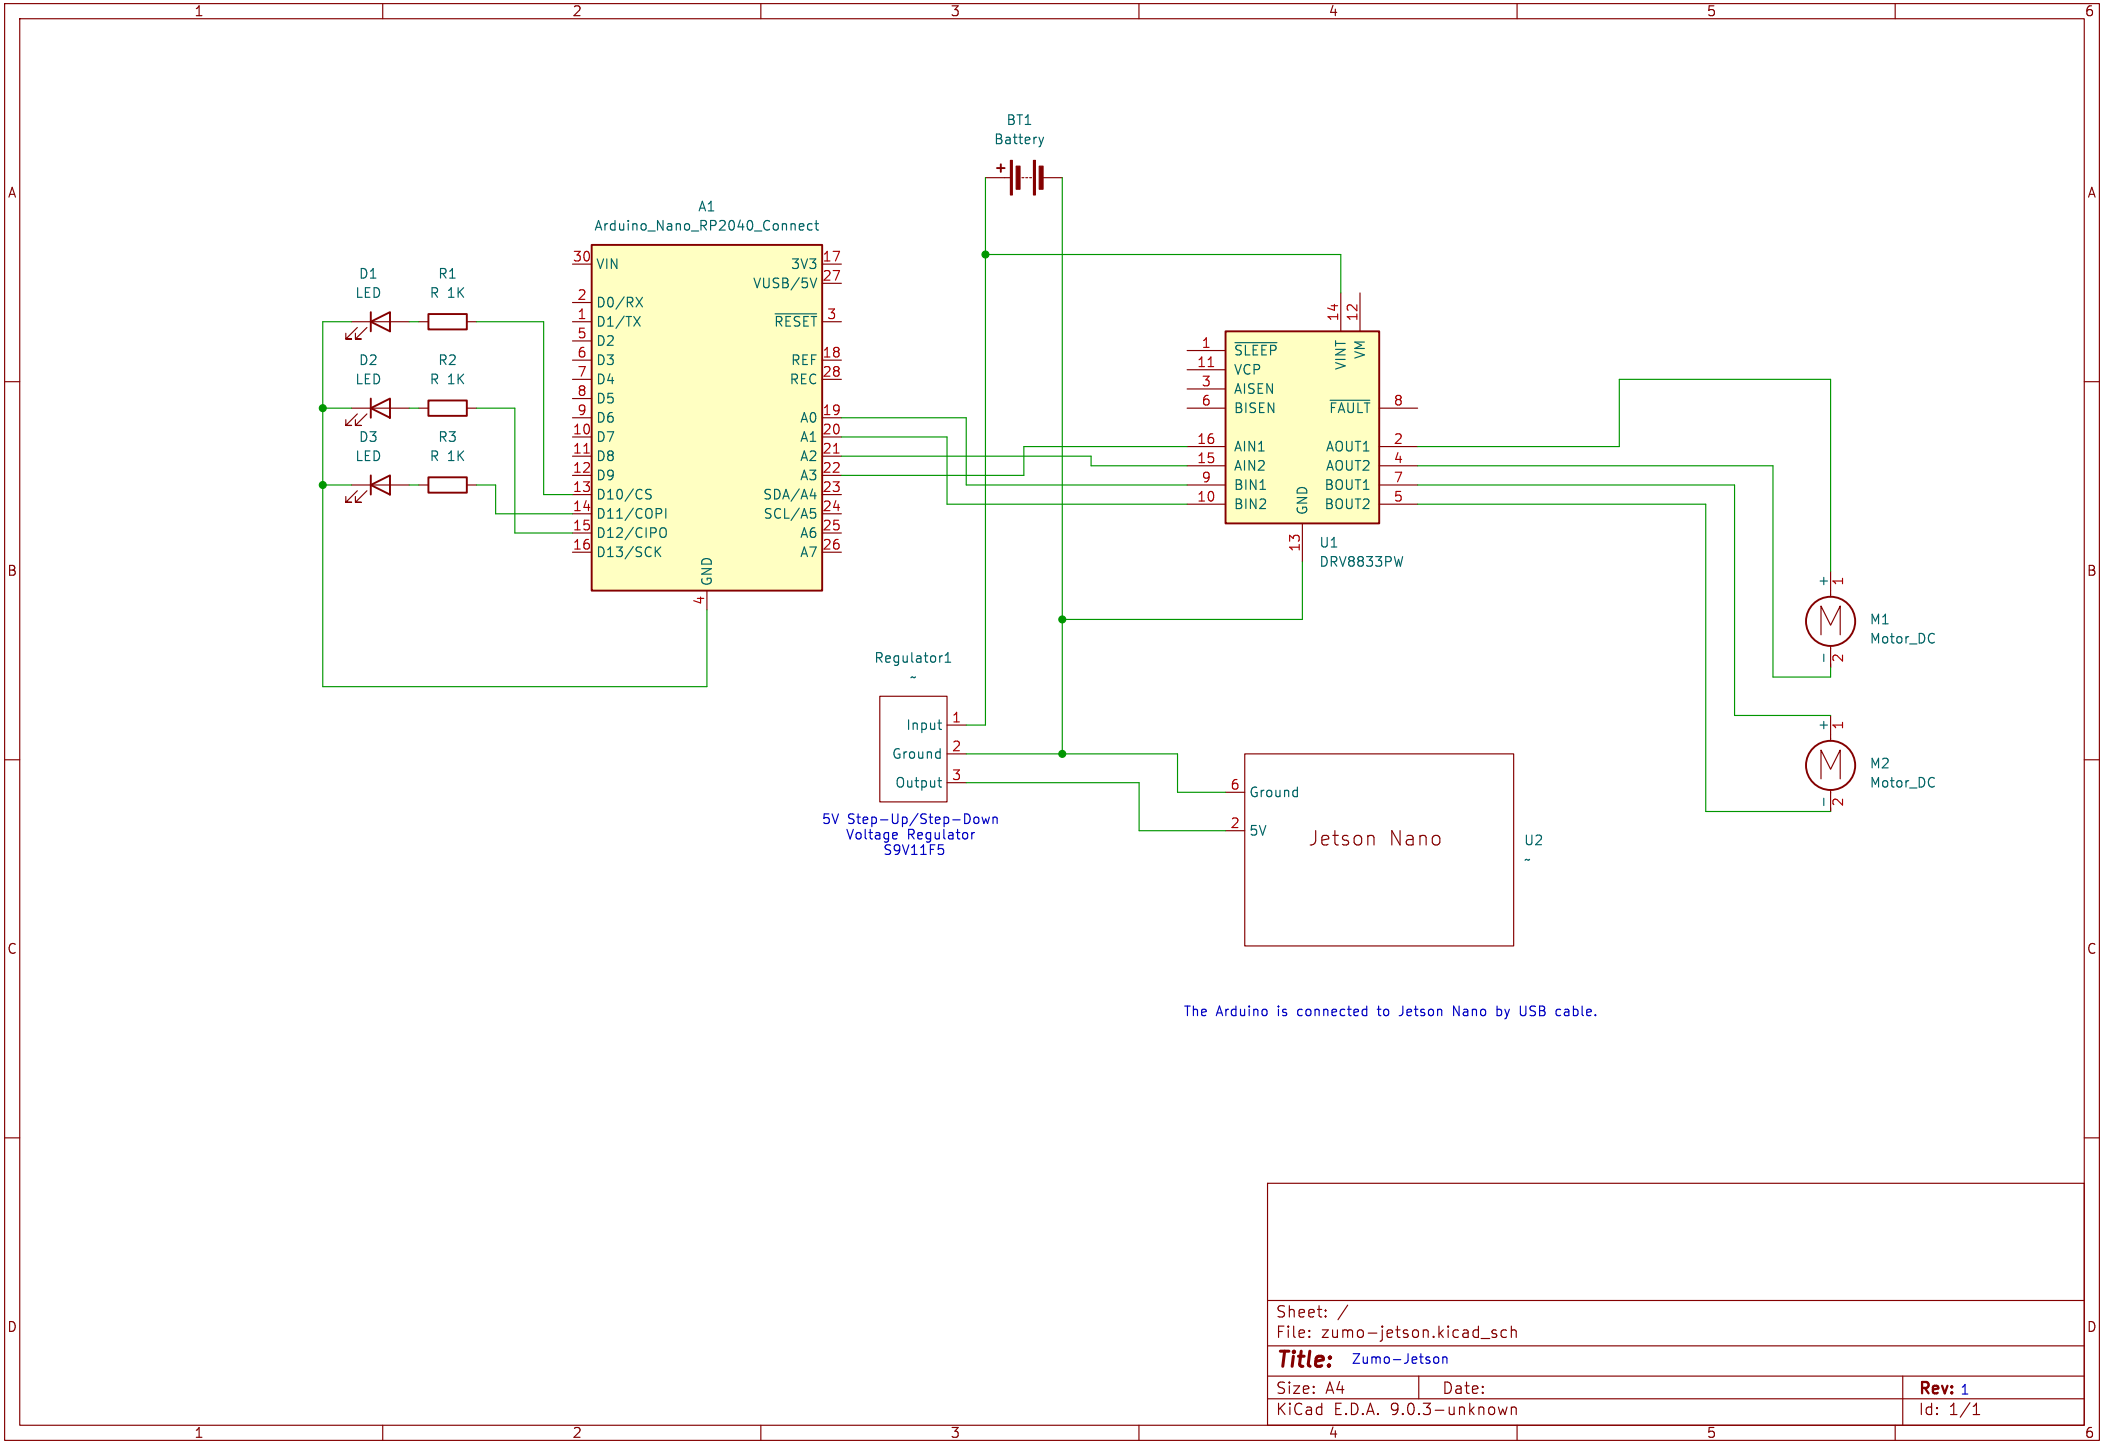 1 2 3 4 5 6
A
B
C
D
A
B
C
D
BT1
Battery
+
A1
Arduino_Nano_RP2040_Connect
30 VIN
2 D0/RX
1 D1/TX
5 D2
6 D3
7 D4
8 D5
9 D6
10 D7
11 D8
12 D9
13 D10/CS
14 D11/COPI
15 D12/CIPO
16 D13/SCK
3V3 17
VUSB/5V 27
RESET 3
REF 18
REC 28
A0 19
A1 20
A2 21
A3 22
SDA/A4 23
SCL/A5 24
A6 25
A7 26
GND
4
D1
LED
R1
R 1K
D2
LED
R2
R 1K
D3
LED
R3
R 1K
14 12
VINT VM
1 SLEEP
11 VCP
3 AISEN
6 BISEN
16 AIN1
15 AIN2
9 BIN1
10 BIN2
FAULT 8
AOUT1 2
AOUT2 4
BOUT1 7
BOUT2 5
GND
13
U1
DRV8833PW
+ 1
M
M1
Motor_DC
- 2
+ 1
M
M2
Motor_DC
- 2
Regulator1
~
Input 1
Ground 2
Output 3
5V Step-Up/Step-Down
Voltage Regulator
S9V11F5
6 Ground
2 5V
Jetson Nano
U2
~
The Arduino is connected to Jetson Nano by USB cable.
Sheet: /
File: zumo-jetson.kicad_sch
Title: Zumo-Jetson
Size: A4 Date: Rev: 1
KiCad E.D.A. 9.0.3-unknown Id: 1/1
1 2 3 4 5 6